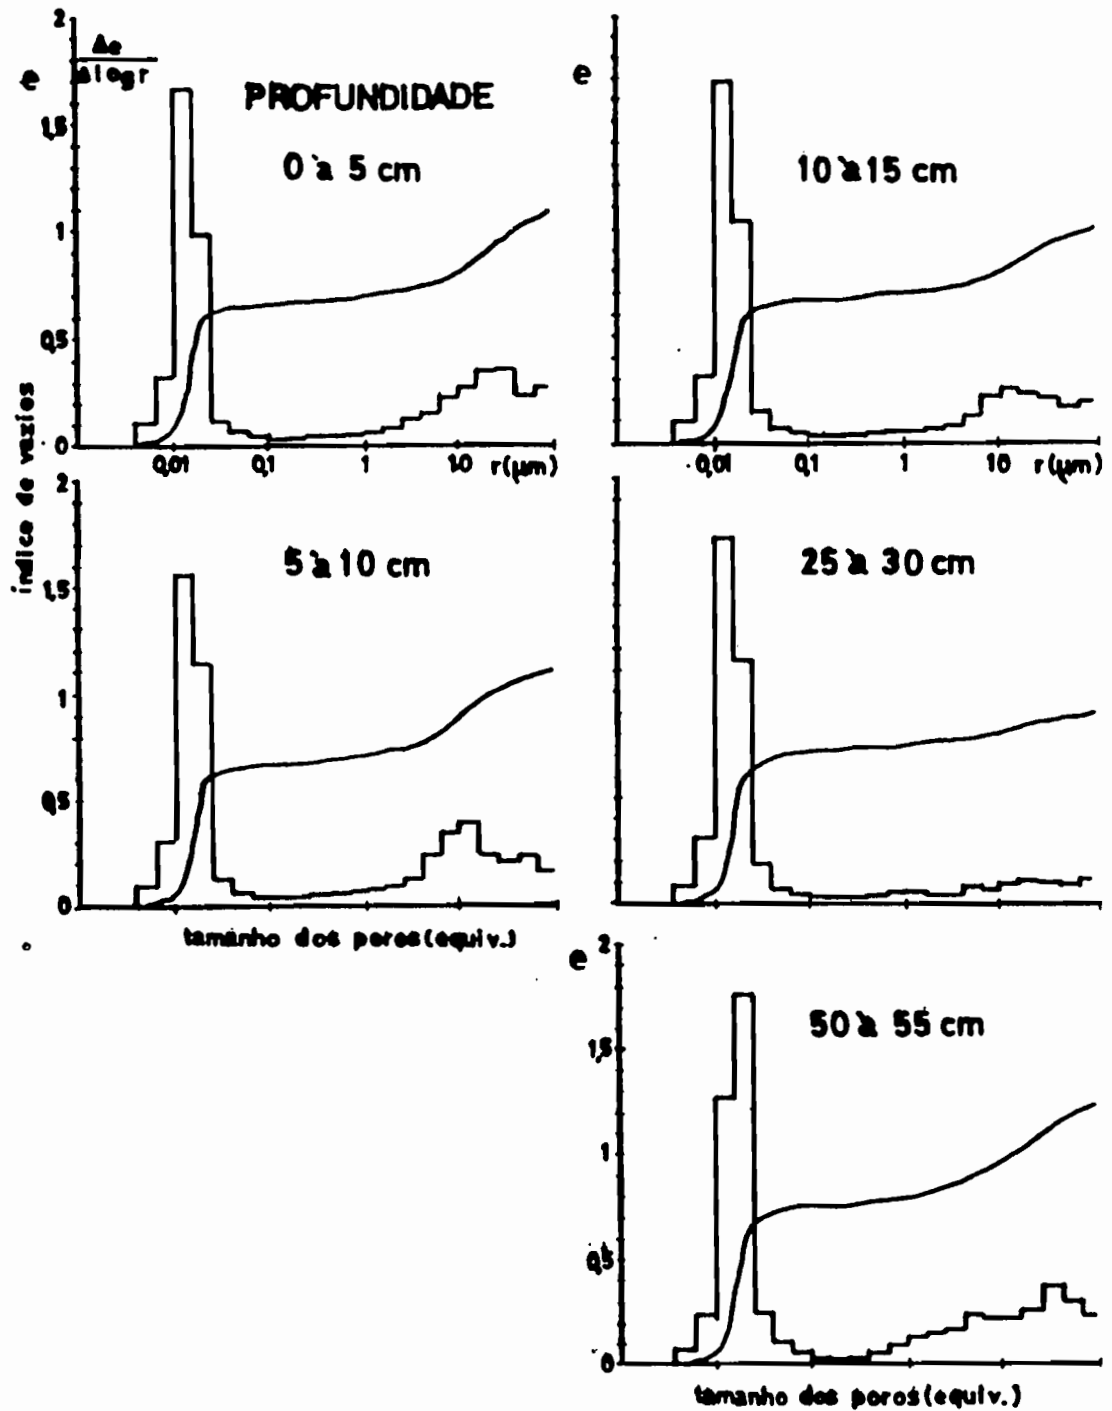 2
Δe
Δlogr
e
PROFUNDIDADE
0 à 5 cm
1,5
1
0,5
0
0,01 0,1 1 10 r(μm)
e
10 à 15 cm
0,01 0,1 1 10 r(μm)
índice de vazios
2
5 à 10 cm
1,5
1
0,5
0
tamanho dos poros(equiv.)
25 à 30 cm
e
2
50 à 55 cm
1,5
1
0,5
0
tamanho dos poros(equiv.)